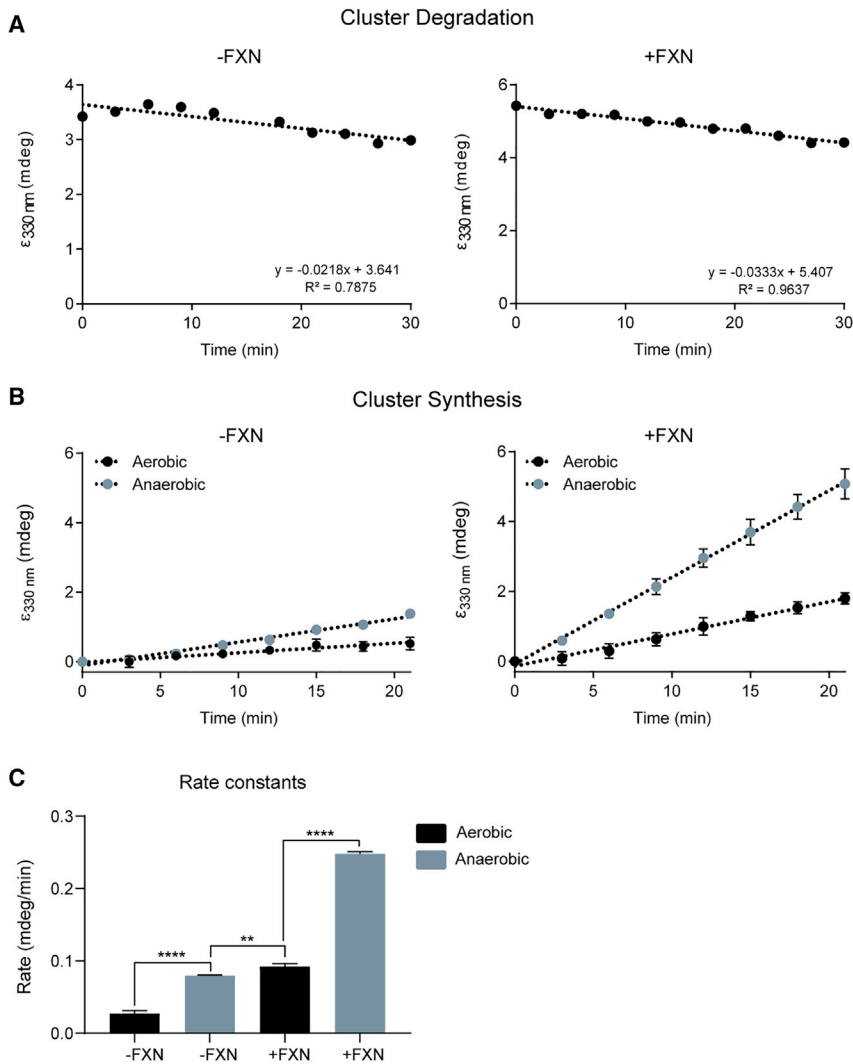 A
Cluster Degradation
-FXN
ε330 nm (mdeg)
4
3
2
1
0
y = -0.0218x + 3.641
R² = 0.7875
0 10 20 30
Time (min)
+FXN
ε330 nm (mdeg)
6
4
2
0
y = -0.0333x + 5.407
R² = 0.9637
0 10 20 30
Time (min)
B
Cluster Synthesis
-FXN
Aerobic
Anaerobic
ε330 nm (mdeg)
6
4
2
0
0 5 10 15 20
Time (min)
+FXN
Aerobic
Anaerobic
ε330 nm (mdeg)
6
4
2
0
0 5 10 15 20
Time (min)
C
Rate constants
Rate (mdeg/min)
0.3
0.2
0.1
0.0
****
**
****
-FXN -FXN +FXN +FXN
Aerobic
Anaerobic